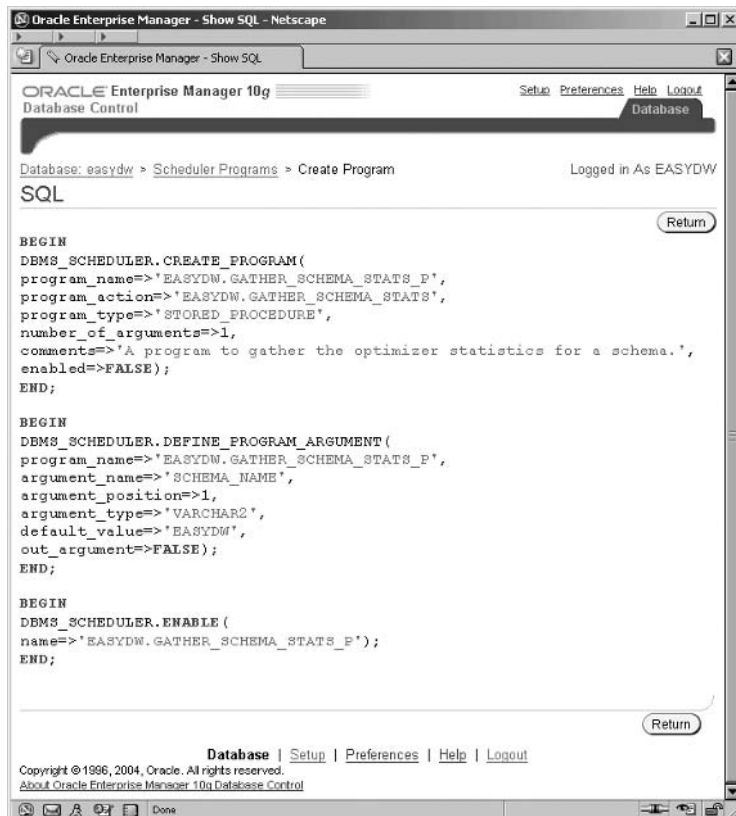 Oracle Enterprise Manager - Show SQL - Netscape
Oracle Enterprise Manager - Show SQL
ORACLE Enterprise Manager 10g
Database Control
Setup Preferences Help Logout
Database
Database: easydw > Scheduler Programs > Create Program
Logged in As EASYDW
SQL
Return
BEGIN
DBMS_SCHEDULER.CREATE_PROGRAM(
program_name=>'EASYDW.GATHER_SCHEMA_STATS_P',
program_action=>'EASYDW.GATHER_SCHEMA_STATS',
program_type=>'STORED_PROCEDURE',
number_of_arguments=>1,
comments=>'A program to gather the optimizer statistics for a schema.',
enabled=>FALSE);
END;
BEGIN
DBMS_SCHEDULER.DEFINE_PROGRAM_ARGUMENT(
program_name=>'EASYDW.GATHER_SCHEMA_STATS_P',
argument_name=>'SCHEMA_NAME',
argument_position=>1,
argument_type=>'VARCHAR2',
default_value=>'EASYDW',
out_argument=>FALSE);
END;
BEGIN
DBMS_SCHEDULER.ENABLE(
name=>'EASYDW.GATHER_SCHEMA_STATS_P');
END;
Return
Database | Setup | Preferences | Help | Logout
Copyright © 1996, 2004, Oracle. All rights reserved.
About Oracle Enterprise Manager 10g Database Control
Done